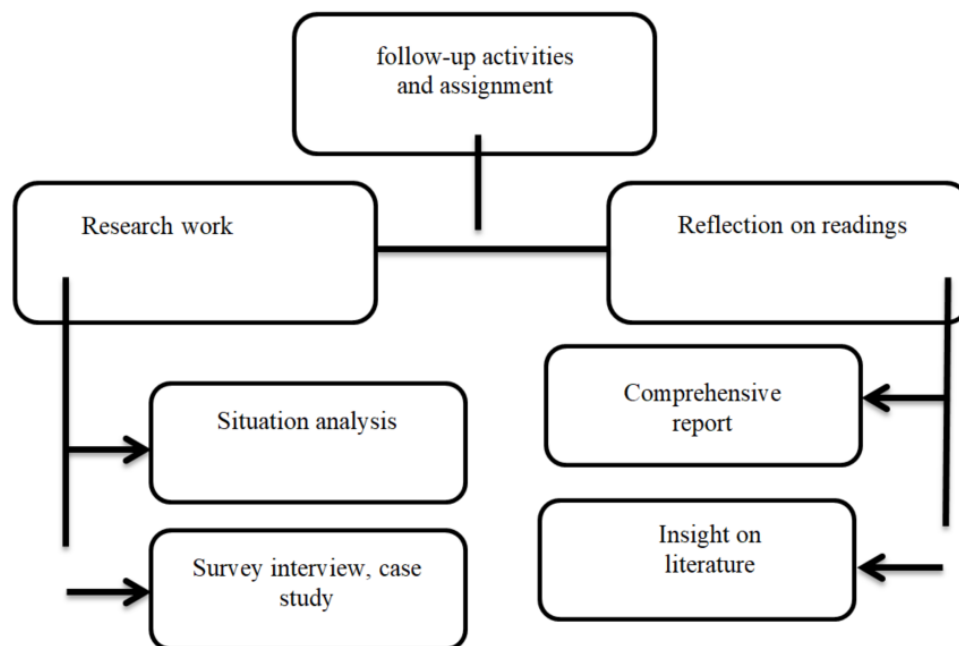 follow-up activities
and assignment
Research work
Reflection on readings
Situation analysis
Survey interview, case
study
Comprehensive
report
Insight on
literature